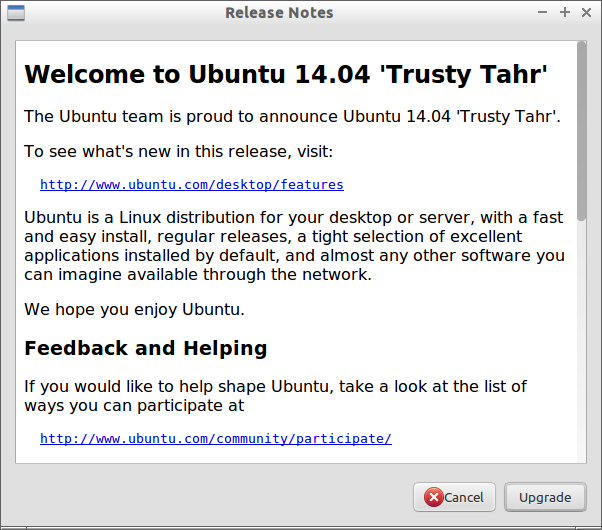 Release Notes
Welcome to Ubuntu 14.04 'Trusty Tahr'
The Ubuntu team is proud to announce Ubuntu 14.04 'Trusty Tahr'.
To see what's new in this release, visit:
http://www.ubuntu.com/desktop/features
Ubuntu is a Linux distribution for your desktop or server, with a fast
and easy install, regular releases, a tight selection of excellent
applications installed by default, and almost any other software you
can imagine available through the network.
We hope you enjoy Ubuntu.
Feedback and Helping
If you would like to help shape Ubuntu, take a look at the list of
ways you can participate at
http://www.ubuntu.com/community/participate/
Cancel
Upgrade